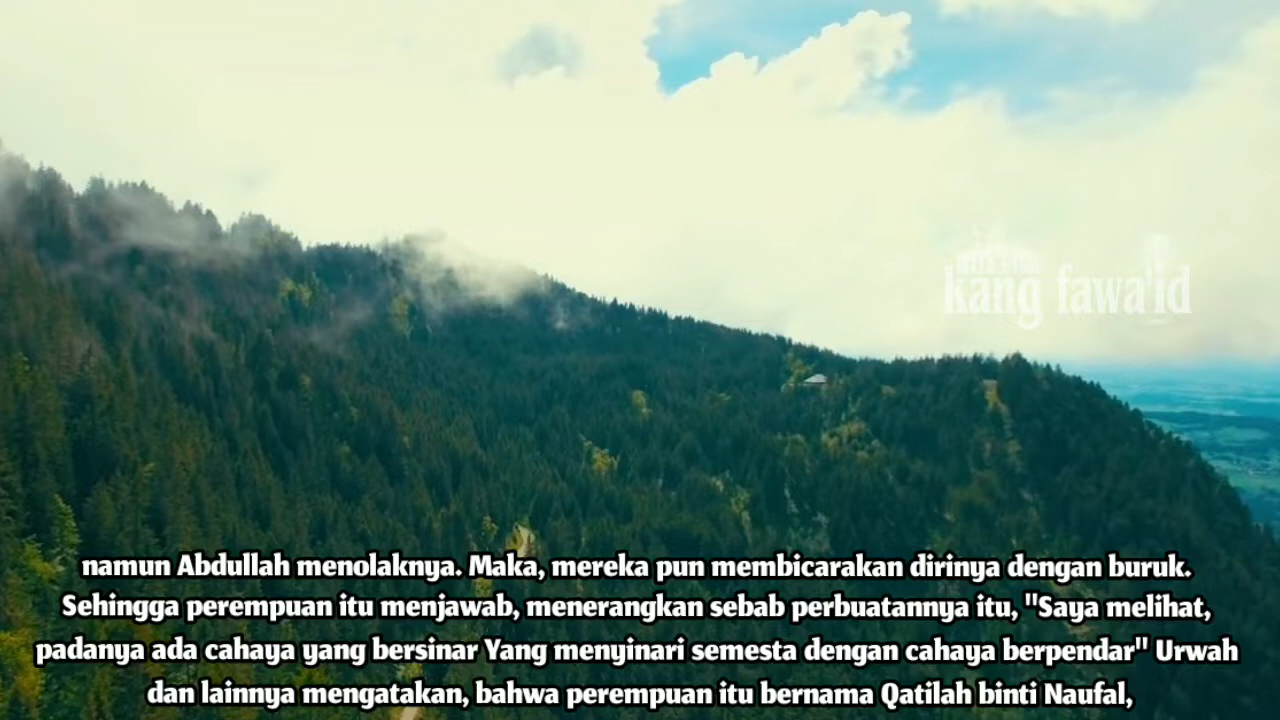 kang fawa'id
namun Abdullah menolaknya. Maka, mereka pun membicarakan dirinya dengan buruk.
Sehingga perempuan itu menjawab, menerangkan sebab perbuatannya itu, "Saya melihat,
padanya ada cahaya yang bersinar Yang menyinari semesta dengan cahaya berpendar" Urwah
dan lainnya mengatakan, bahwa perempuan itu bernama Qatilah binti Naufal,